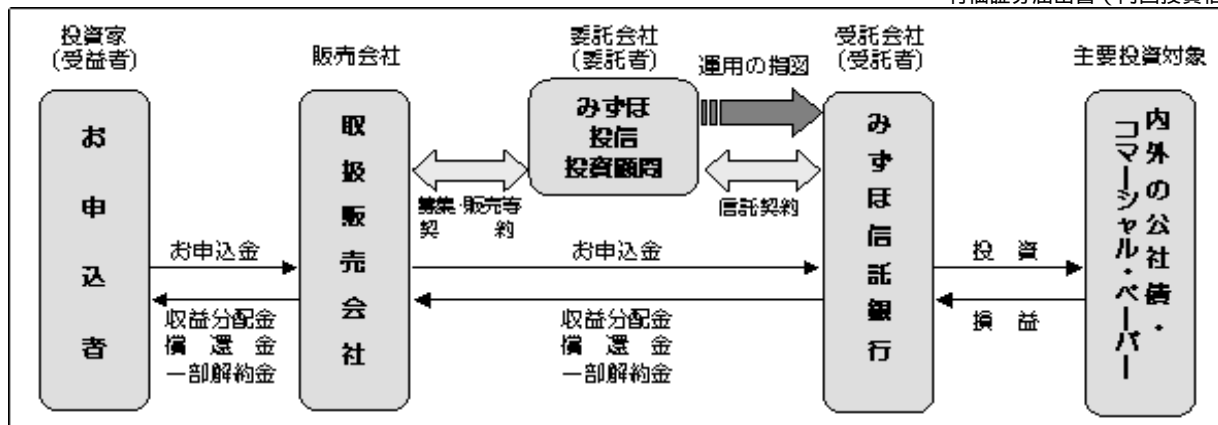 投資家
(受益者)
販売会社
委託会社
(委託者)
運用の指図
受託会社
(受託者)
主要投資対象
お申込者
取扱販売会社
みずほ
投信
投資顧問
みずほ信託銀行
内外の公社債・
コマーシャル・ペーパー
募集・販売等
契約
信託契約
お申込金
お申込金
投資
収益分配金
償還金
一部解約金
収益分配金
償還金
一部解約金
損益